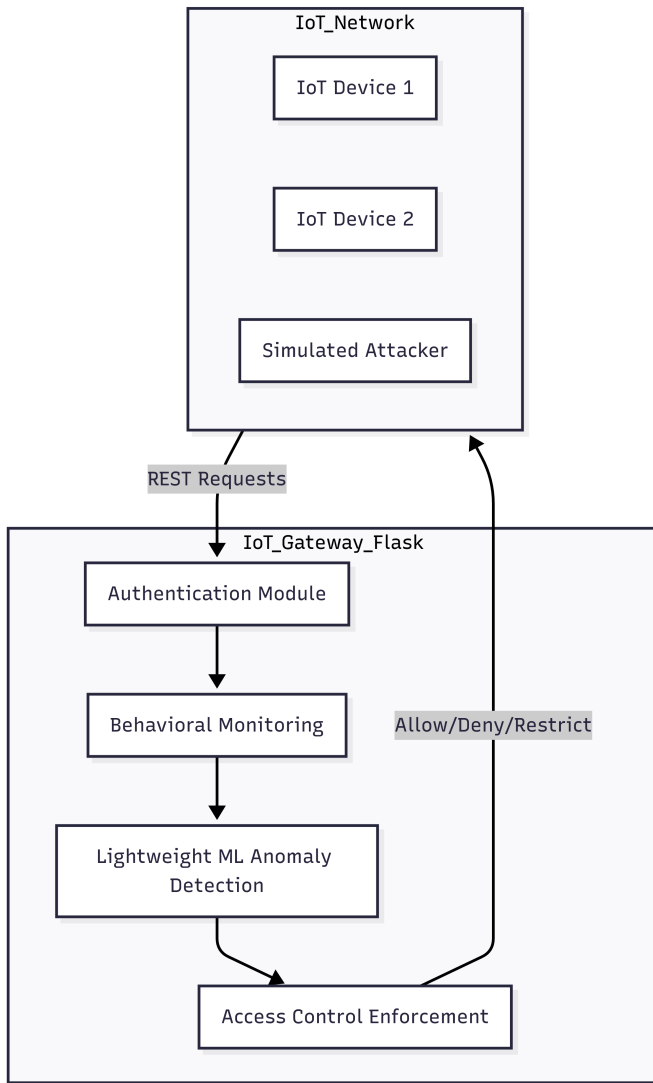 IoT_Network
IoT Device 1
IoT Device 2
Simulated Attacker
REST Requests
IoT_Gateway_Flask
Authentication Module
Behavioral Monitoring
Allow/Deny/Restrict
Lightweight ML Anomaly
Detection
Access Control Enforcement